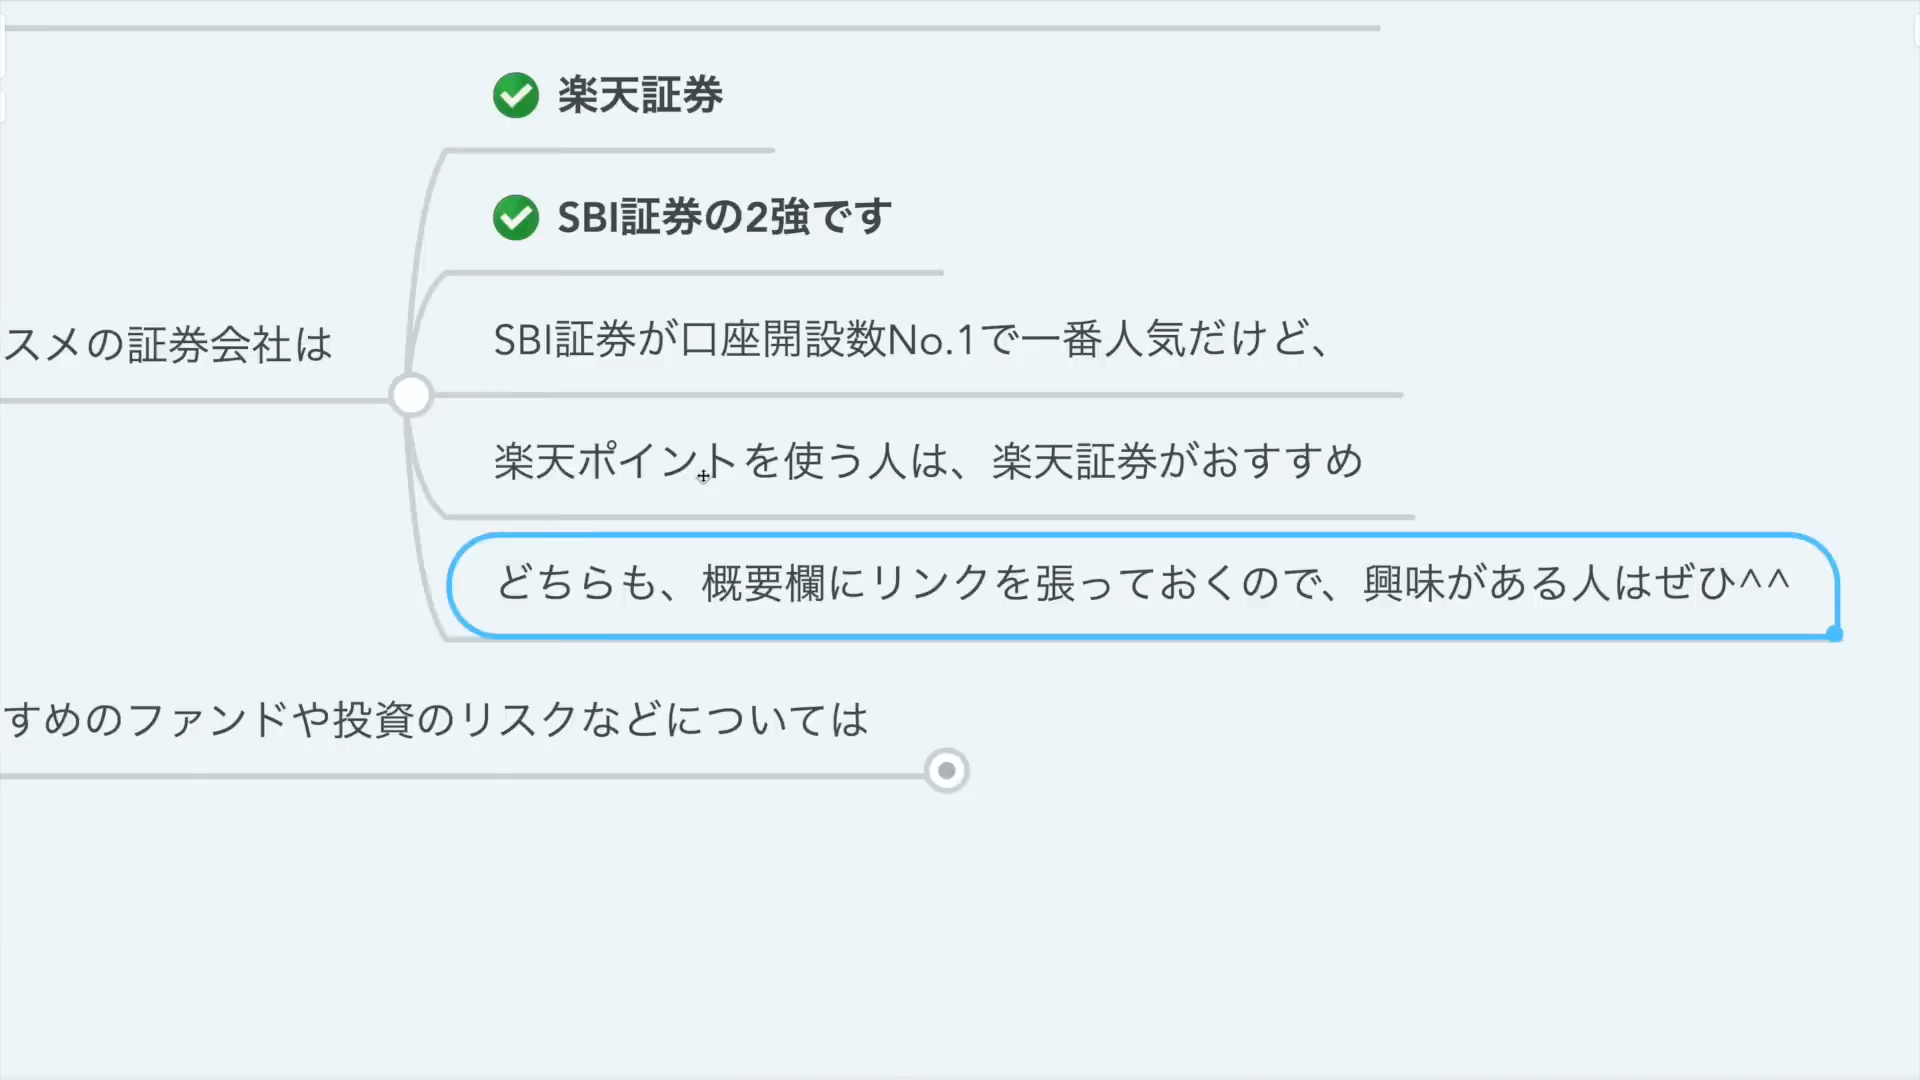 楽天証券
SBI証券の2強です
スメの証券会社は
SBI証券が口座開設数No.1で一番人気だけど、
楽天ポイントを使う人は、楽天証券がおすすめ
どちらも、概要欄にリンクを張っておくので、興味がある人はぜひ^^
すめのファンドや投資のリスクなどについては